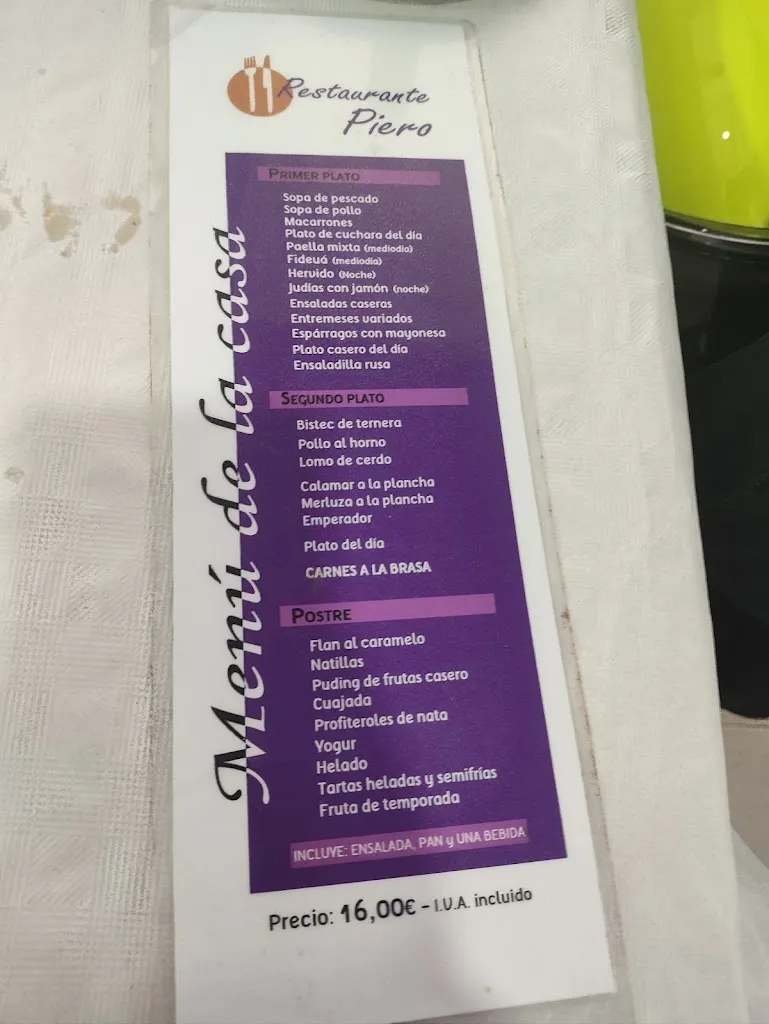 Restaurante
Piero
Menú de la casa
PRIMER PLATO
Sopa de pescado
Sopa de pollo
Macarrones
Plato de cuchara del día
Paella mixta (mediodia)
Fideuá (mediodia)
Hervido (Noche)
Judías con jamón (noche)
Ensaladas caseras
Entremeses variados
Espárragos con mayonesa
Plato casero del día
Ensaladilla rusa
SEGUNDO PLATO
Bistec de ternera
Pollo al horno
Lomo de cerdo
Calamar a la plancha
Merluza a la plancha
Emperador
Plato del día
CARNES A LA BRASA
POSTRE
Flan al caramelo
Natillas
Puding de frutas casero
Cuajada
Profiteroles de nata
Yogur
Helado
Tartas heladas y semifrías
Fruta de temporada
INCLUYE: ENSALADA, PAN y UNA BEBIDA
Precio: 16,00€ - I.V.A. incluido